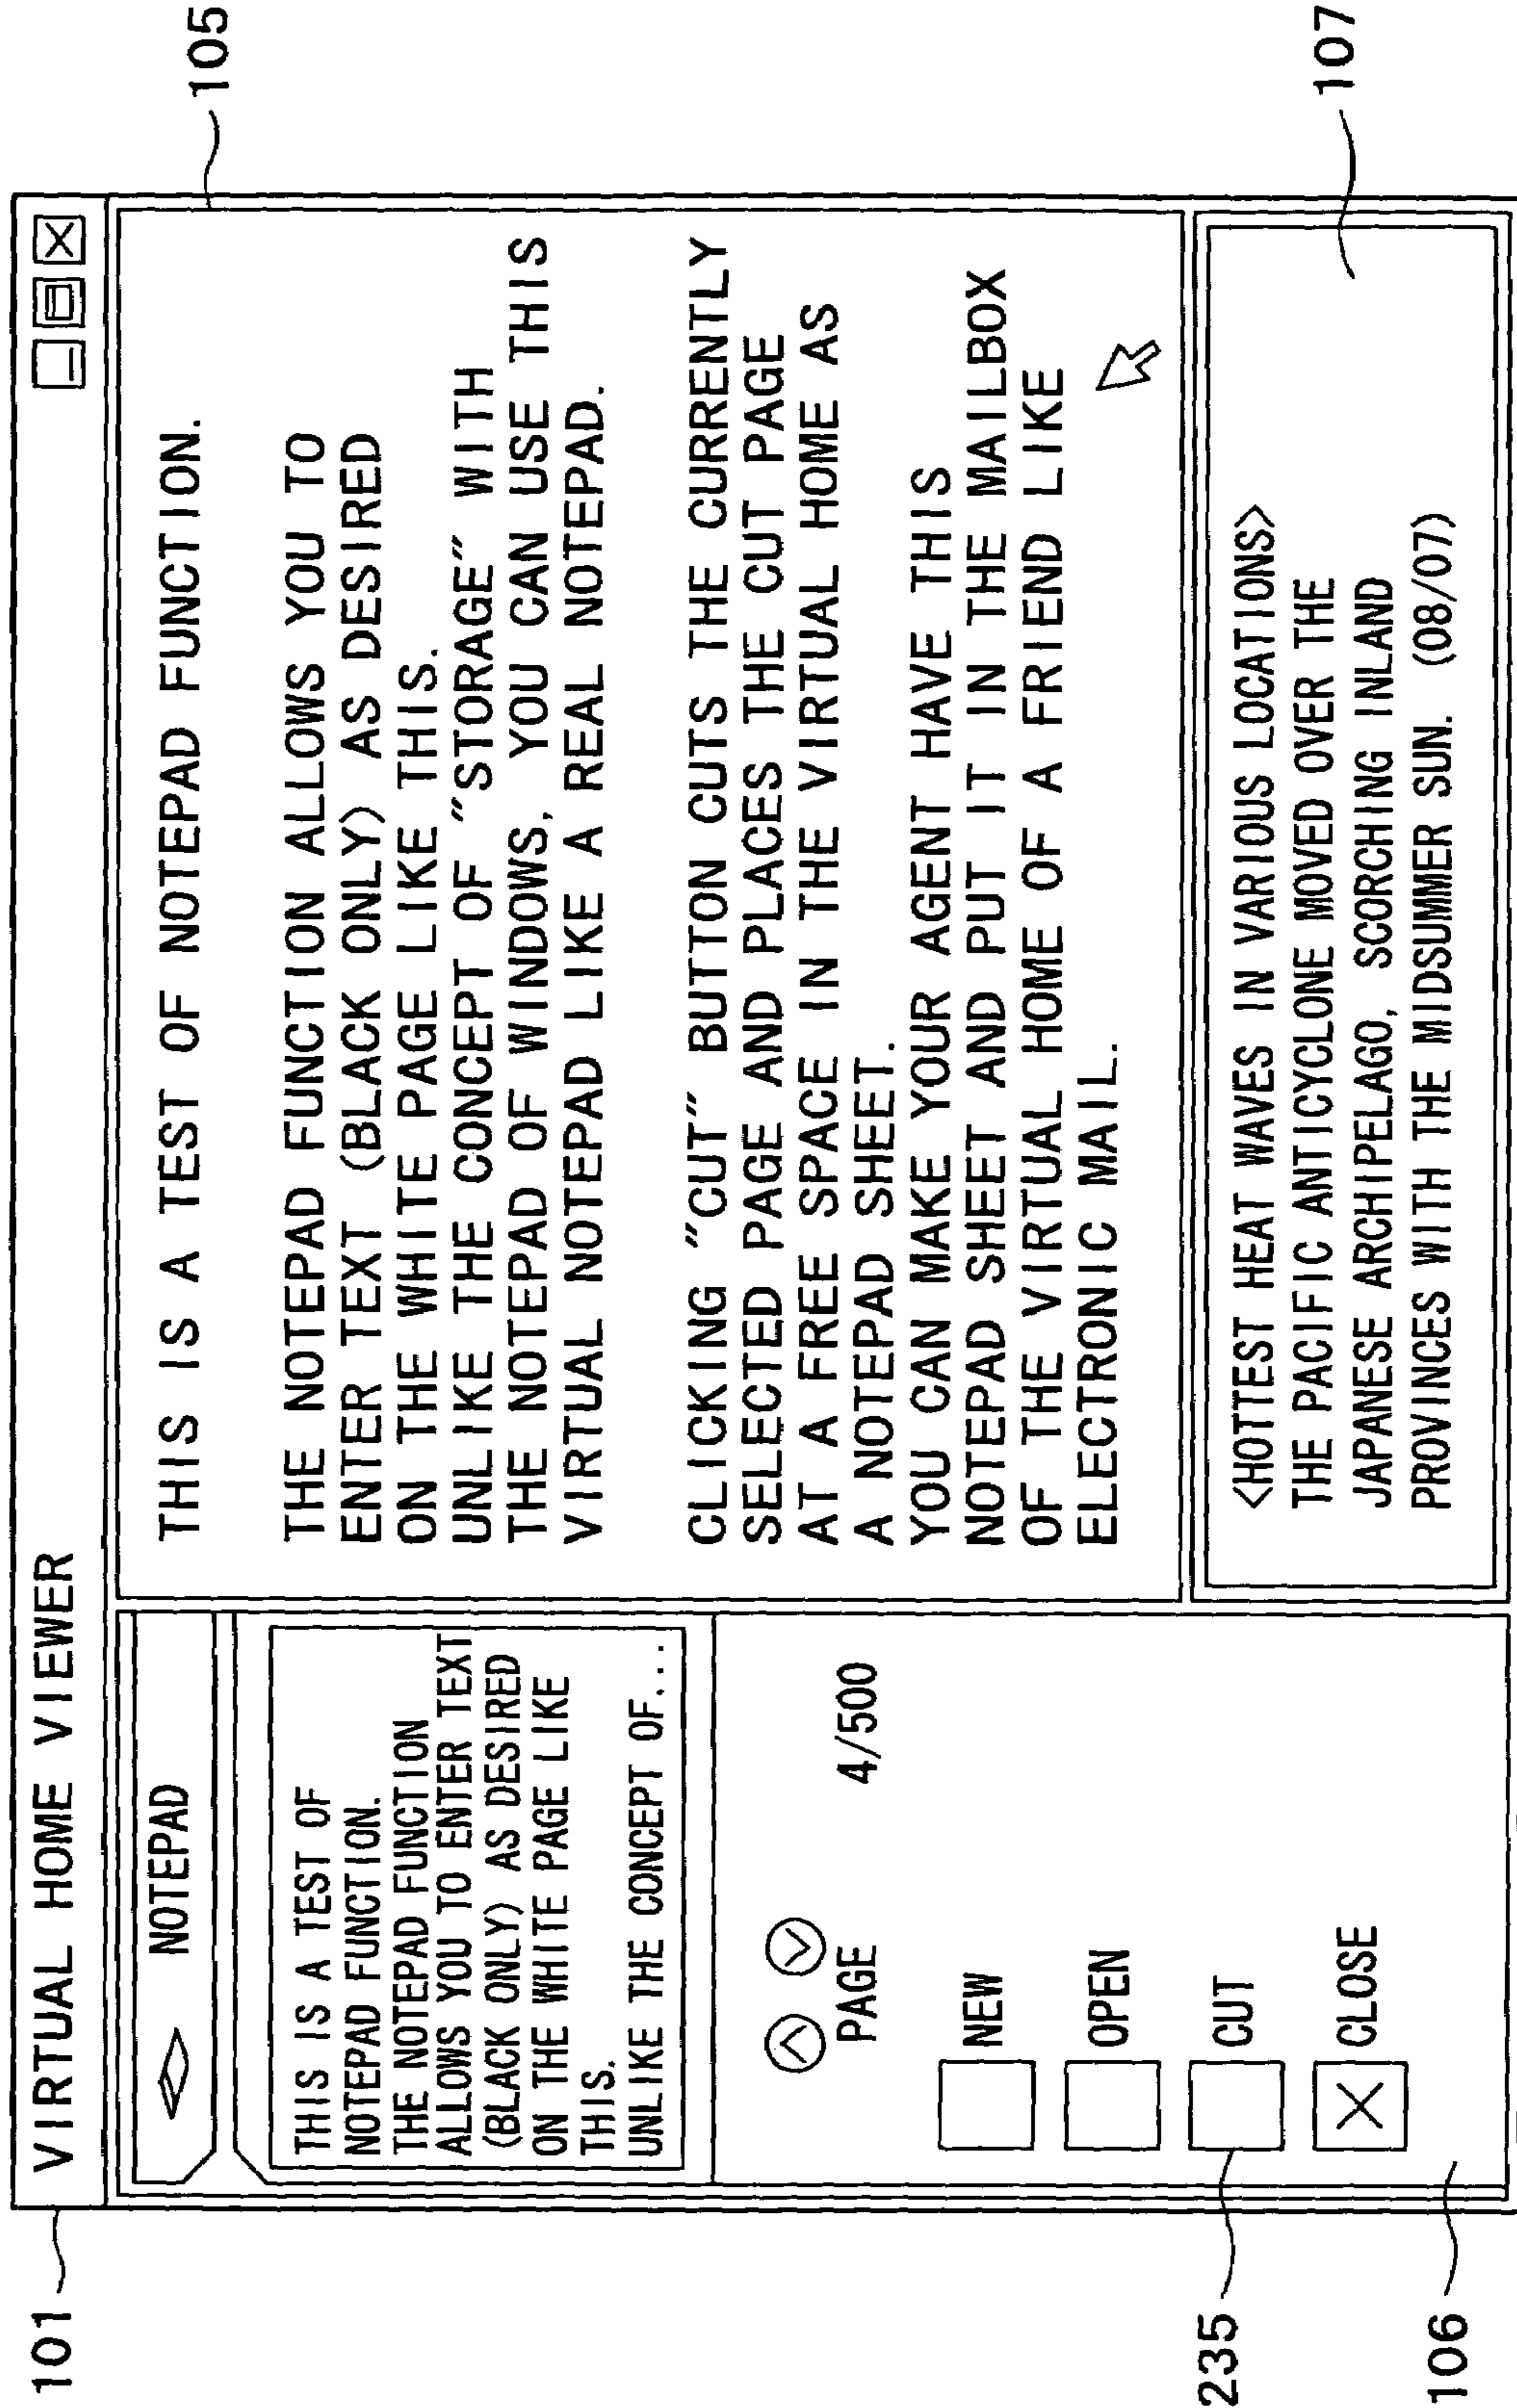 101
VIRTUAL HOME VIEWER
NOTEPAD
THIS IS A TEST OF
NOTEPAD FUNCTION.
THE NOTEPAD FUNCTION
ALLOWS YOU TO ENTER TEXT
(BLACK ONLY) AS DESIRED
ON THE WHITE PAGE LIKE
THIS.
UNLIKE THE CONCEPT OF...
PAGE
4/500
NEW
OPEN
CUT
CLOSE
235
106
105
THIS IS A TEST OF NOTEPAD FUNCTION.
THE NOTEPAD FUNCTION ALLOWS YOU TO
ENTER TEXT (BLACK ONLY) AS DESIRED
ON THE WHITE PAGE LIKE THIS.
UNLIKE THE CONCEPT OF "STORAGE" WITH
THE NOTEPAD OF WINDOWS, YOU CAN USE THIS
VIRTUAL NOTEPAD LIKE A REAL NOTEPAD.
CLICKING "CUT" BUTTON CUTS THE CURRENTLY
SELECTED PAGE AND PLACES THE CUT PAGE
AT A FREE SPACE IN THE VIRTUAL HOME AS
A NOTEPAD SHEET.
YOU CAN MAKE YOUR AGENT HAVE THIS
NOTEPAD SHEET AND PUT IT IN THE MAILBOX
OF THE VIRTUAL HOME OF A FRIEND LIKE
ELECTRONIC MAIL.
<HOTTEST HEAT WAVES IN VARIOUS LOCATIONS>
THE PACIFIC ANTICYCLONE MOVED OVER THE
JAPANESE ARCHIPELAGO, SCORCHING INLAND
PROVINCES WITH THE MIDSUMMER SUN. (08/07)
107